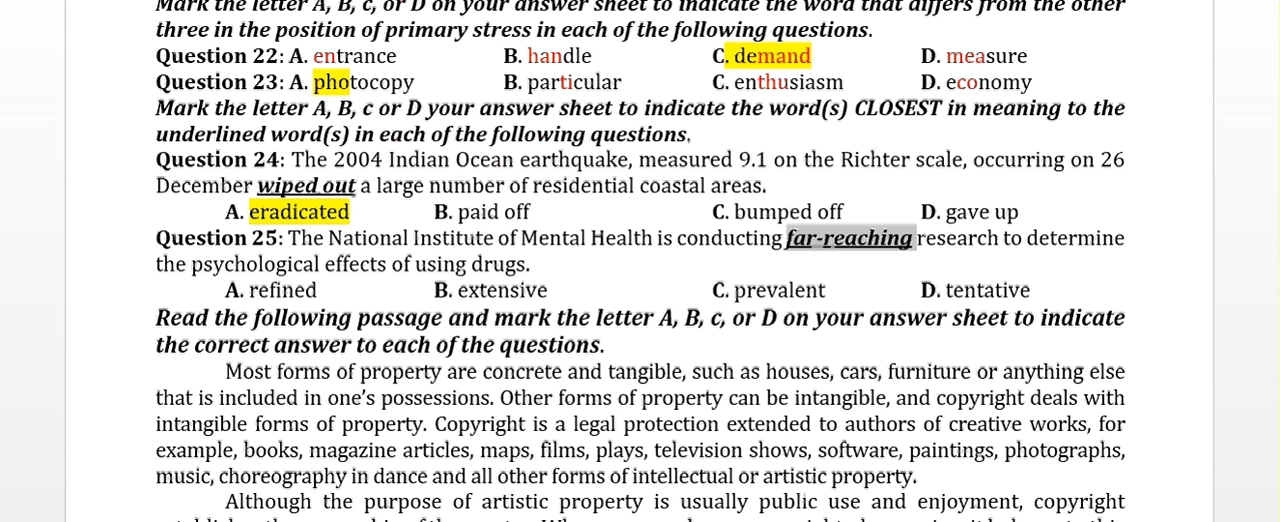 Mark the letter A, B, c, or D on your answer sheet to indicate the word that differs from the other
three in the position of primary stress in each of the following questions.
Question 22: A. entrance B. handle C. demand D. measure
Question 23: A. photocopy B. particular C. enthusiasm D. economy
Mark the letter A, B, c or D your answer sheet to indicate the word(s) CLOSEST in meaning to the
underlined word(s) in each of the following questions.
Question 24: The 2004 Indian Ocean earthquake, measured 9.1 on the Richter scale, occurring on 26
December wiped out a large number of residential coastal areas.
A. eradicated B. paid off C. bumped off D. gave up
Question 25: The National Institute of Mental Health is conducting far-reaching research to determine
the psychological effects of using drugs.
A. refined B. extensive C. prevalent D. tentative
Read the following passage and mark the letter A, B, c, or D on your answer sheet to indicate
the correct answer to each of the questions.
Most forms of property are concrete and tangible, such as houses, cars, furniture or anything else
that is included in one's possessions. Other forms of property can be intangible, and copyright deals with
intangible forms of property. Copyright is a legal protection extended to authors of creative works, for
example, books, magazine articles, maps, films, plays, television shows, software, paintings, photographs,
music, choreography in dance and all other forms of intellectual or artistic property.
Although the purpose of artistic property is usually public use and enjoyment, copyright